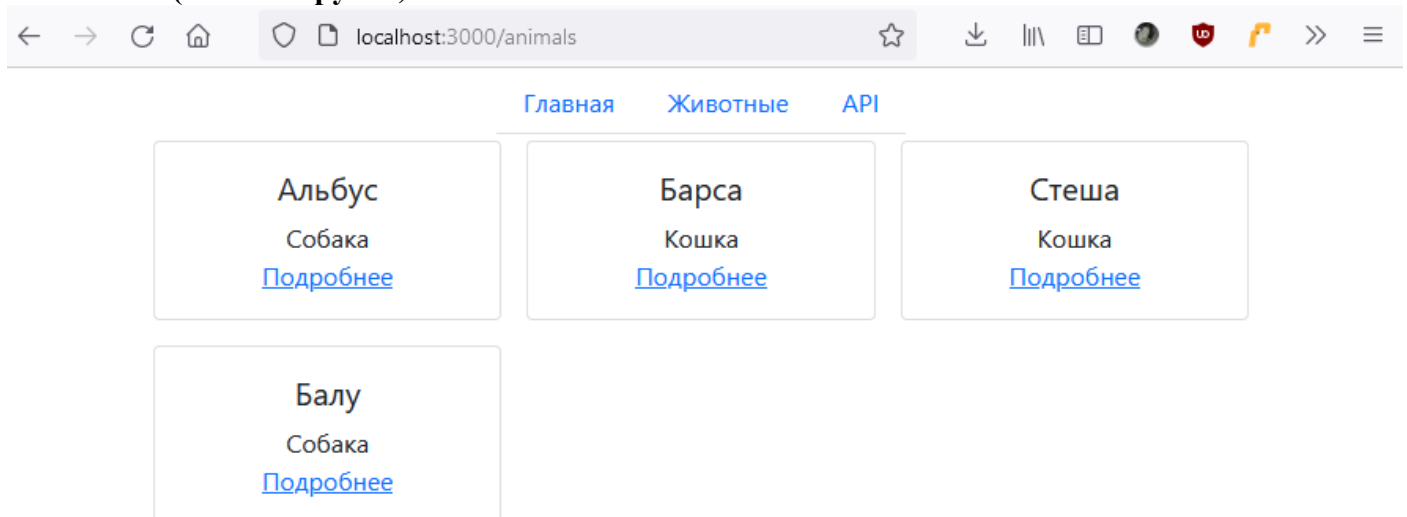 localhost:3000/animals
Главная Животные API
Альбус Барса Стеша
Собака Кошка Кошка
Подробнее Подробнее Подробнее
Балу
Собака
Подробнее